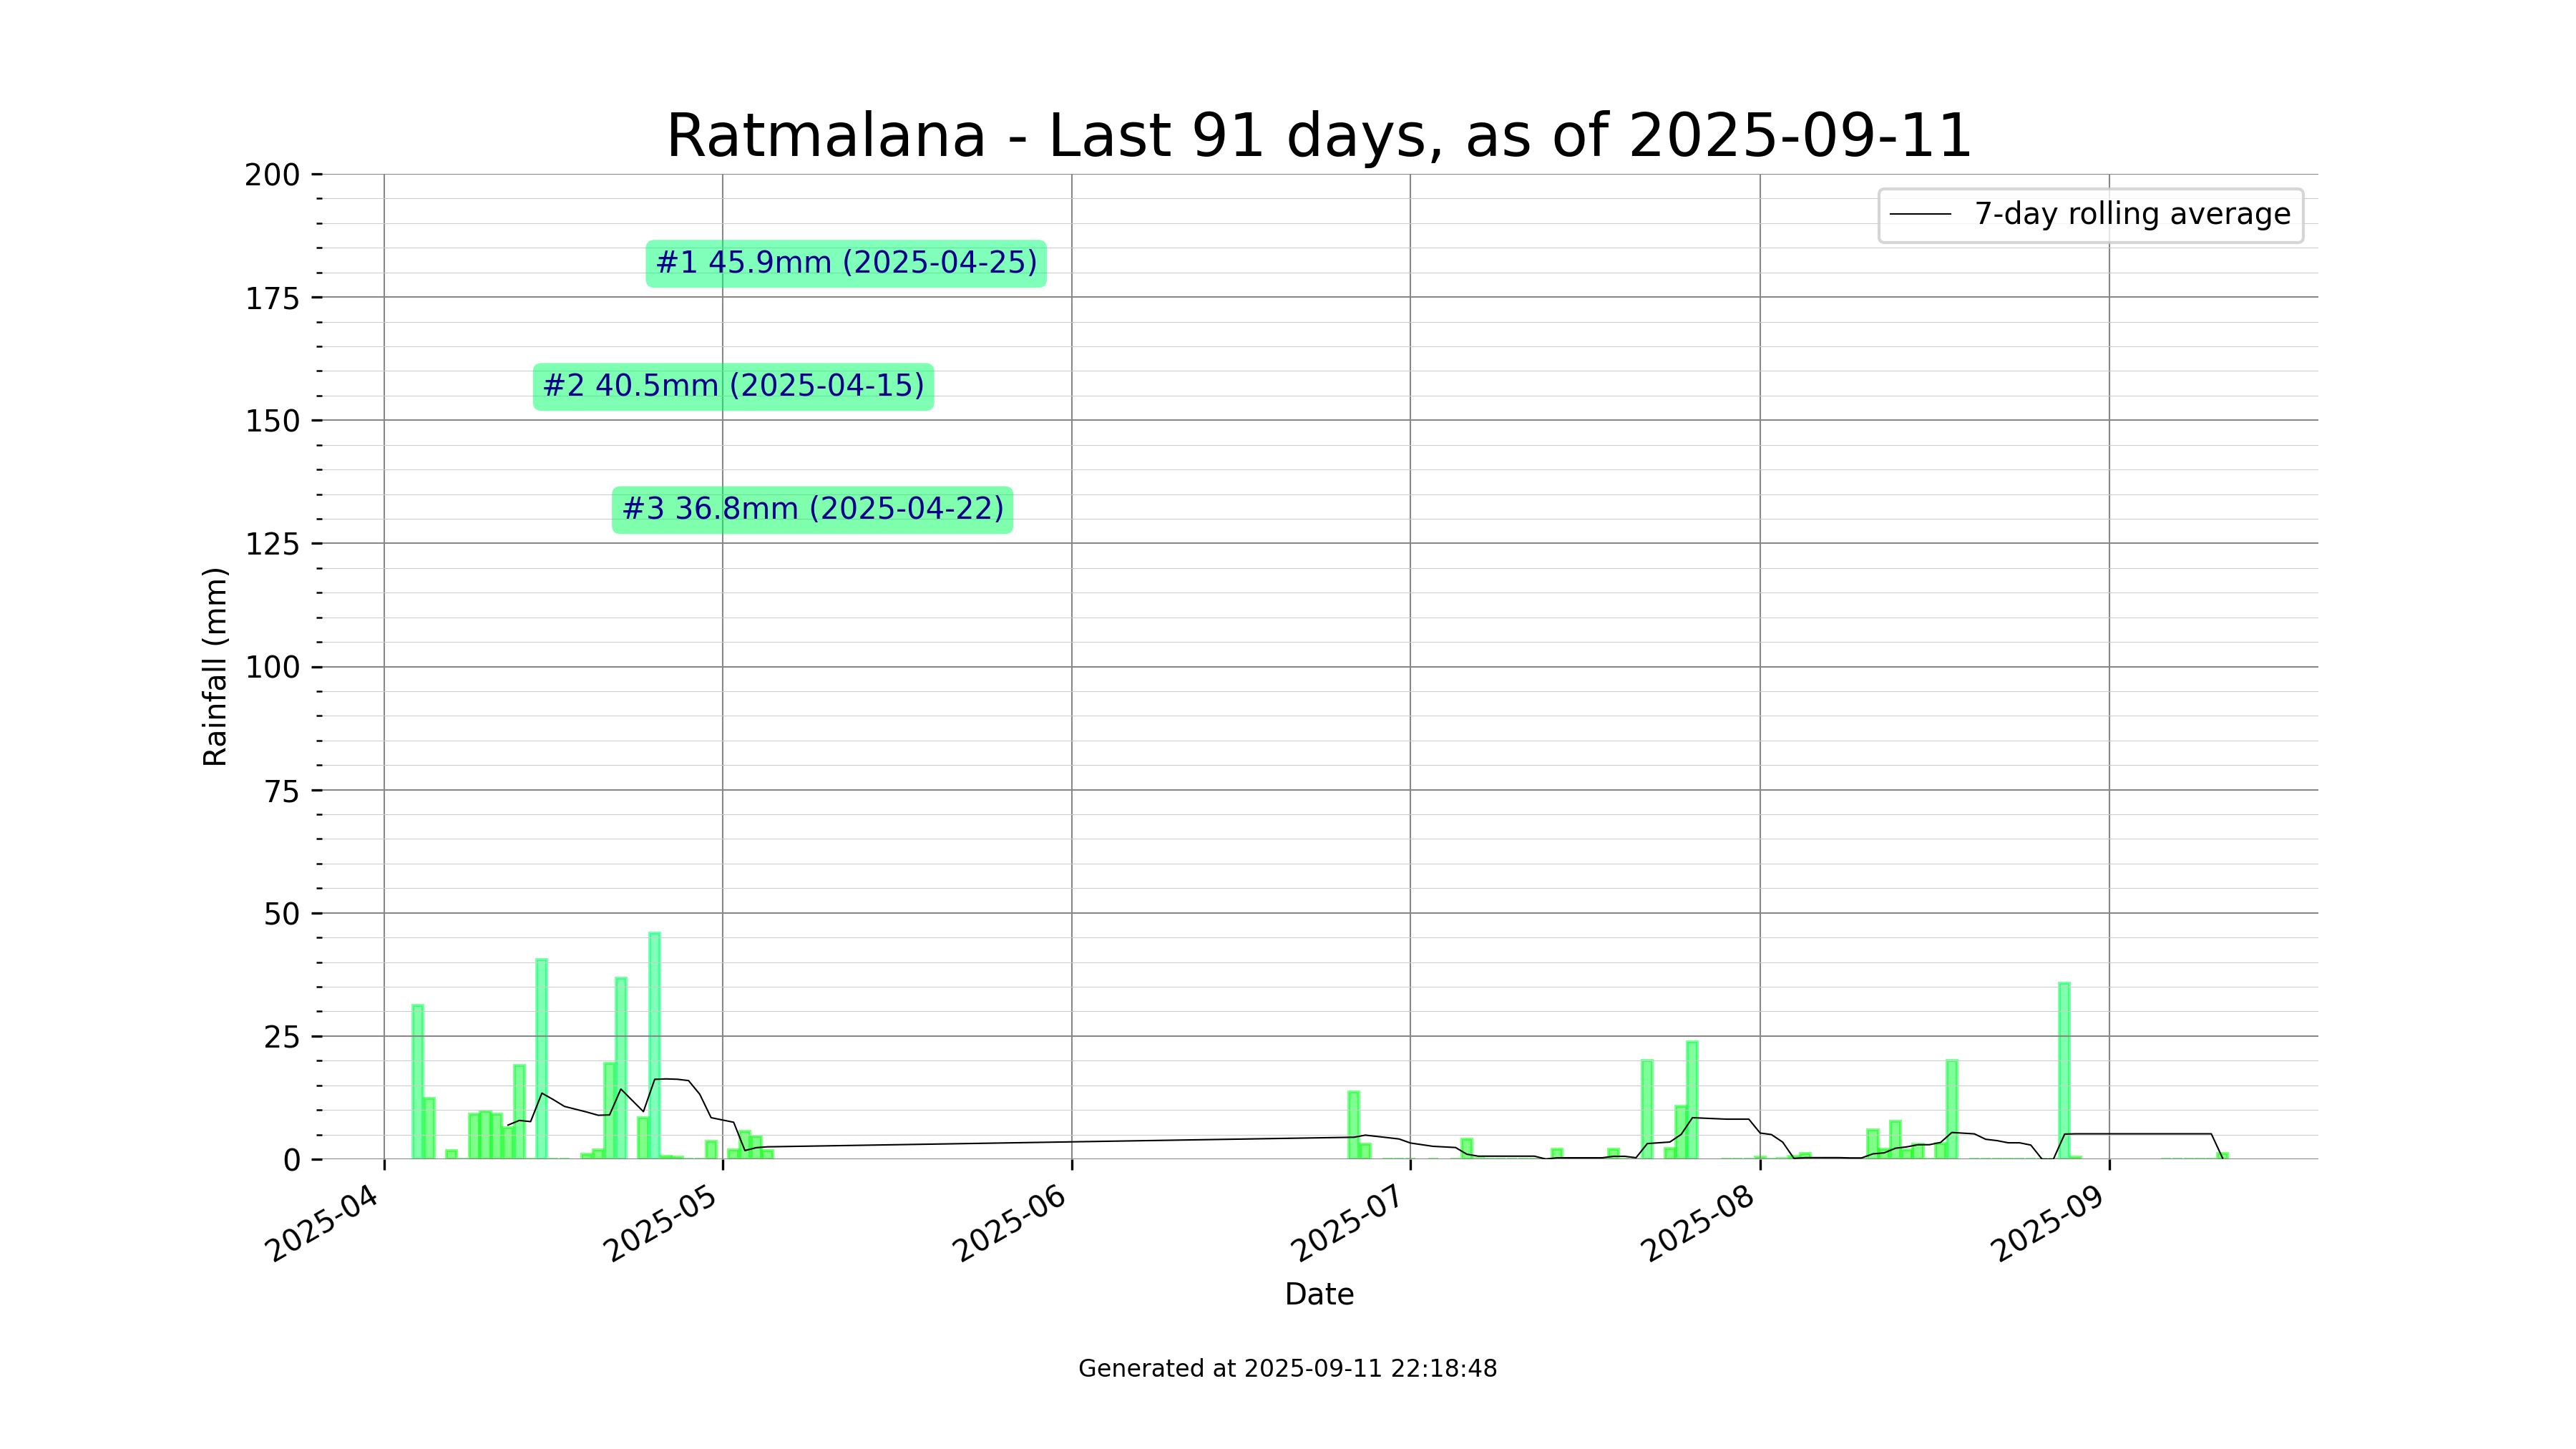 Ratmalana - Last 91 days, as of 2025-09-11
200
175
150
125
100
75
50
25
0
Rainfall (mm)
7-day rolling average
#1 45.9mm (2025-04-25)
#2 40.5mm (2025-04-15)
#3 36.8mm (2025-04-22)
2025-04
2025-05
2025-06
2025-07
2025-08
2025-09
Date
Generated at 2025-09-11 22:18:48